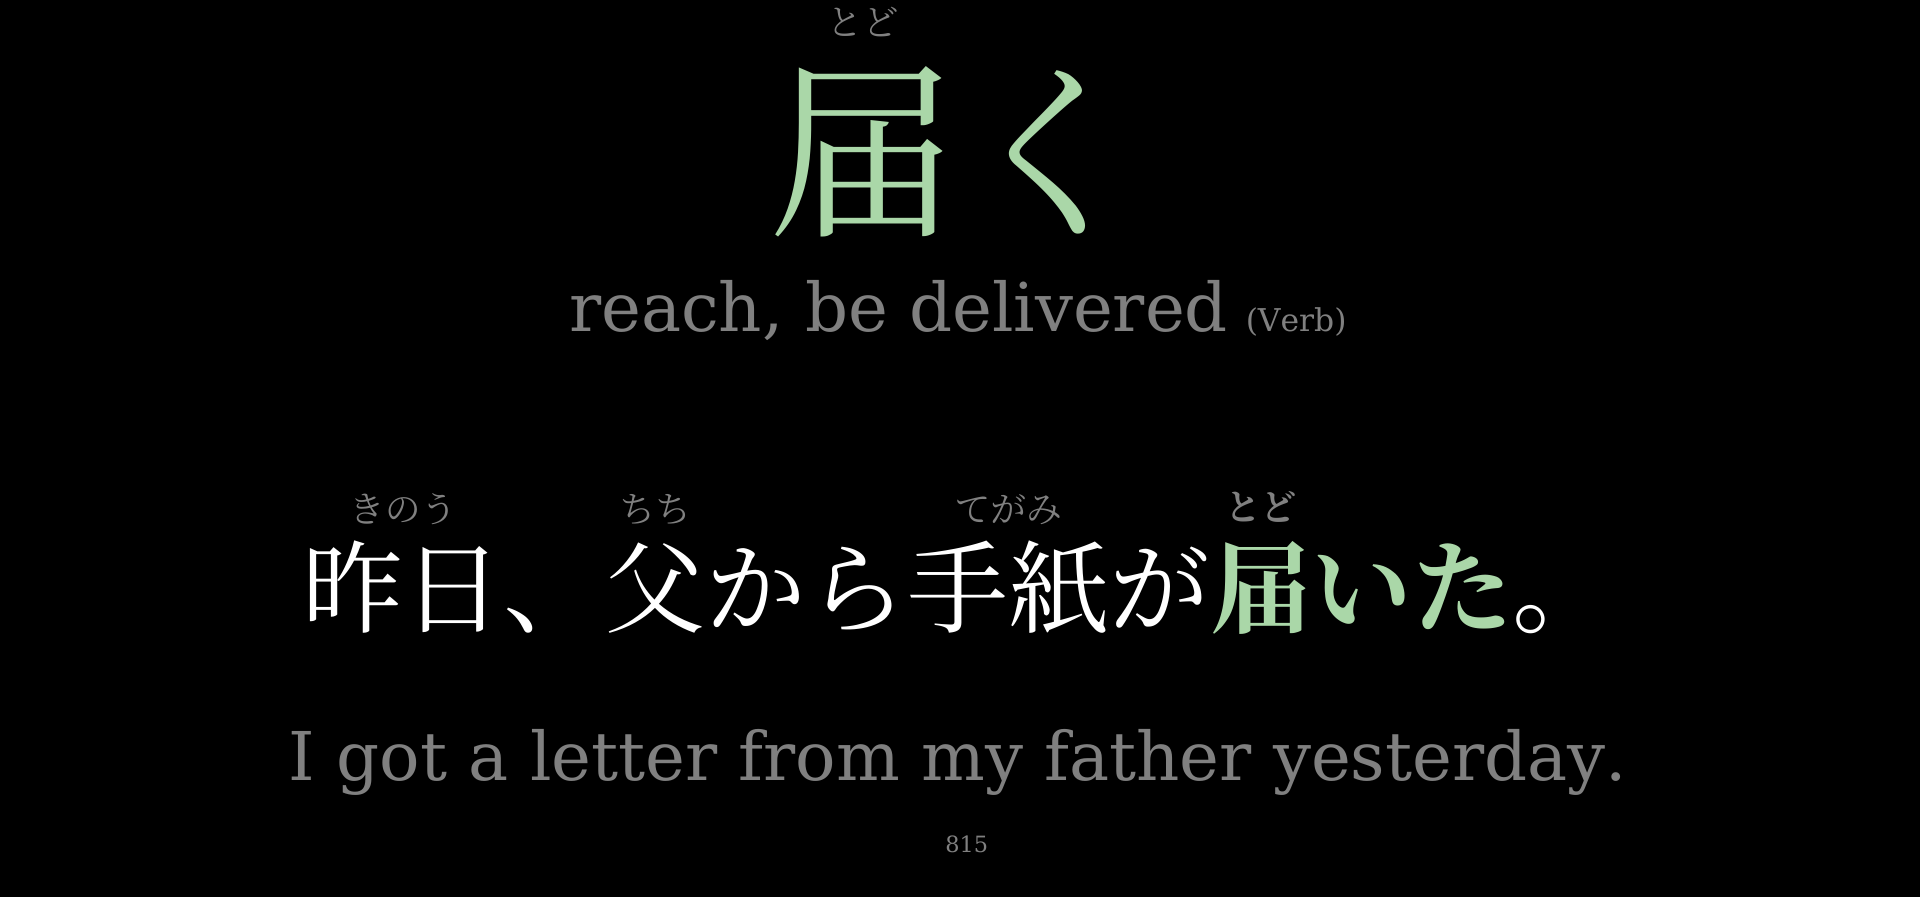 とど
届く
reach, be delivered (Verb)
きのう ちち てがみ とど
昨日、父から手紙が届いた。
I got a letter from my father yesterday.
815